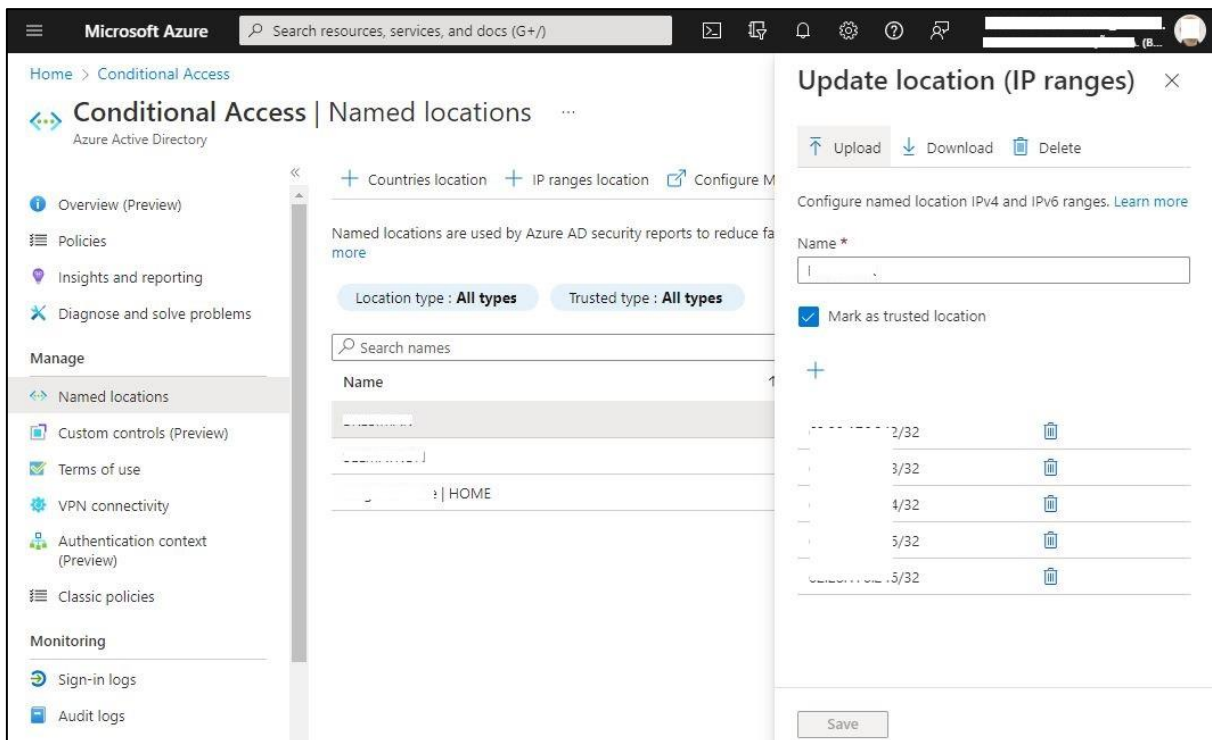 Microsoft Azure
Search resources, services, and docs (G+/)
(B...
Home > Conditional Access
Conditional Access | Named locations ...
Azure Active Directory
«
Overview (Preview)
Policies
Insights and reporting
Diagnose and solve problems
Manage
Named locations
Custom controls (Preview)
Terms of use
VPN connectivity
Authentication context
(Preview)
Classic policies
Monitoring
Sign-in logs
Audit logs
+ Countries location + IP ranges location Configure M
Named locations are used by Azure AD security reports to reduce fa
more
Location type : All types Trusted type : All types
Search names
Name
| HOME
Update location (IP ranges)
Upload Download Delete
Configure named location IPv4 and IPv6 ranges. Learn more
Name *
Mark as trusted location
+
2/32
3/32
4/32
5/32
5/32
Save